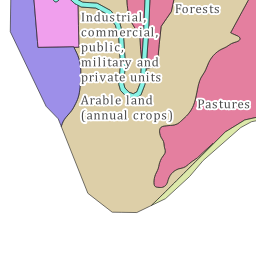 Forests
Industrial,
commercial,
public,
military and
private units
Arable land
(annual crops)
Pastures